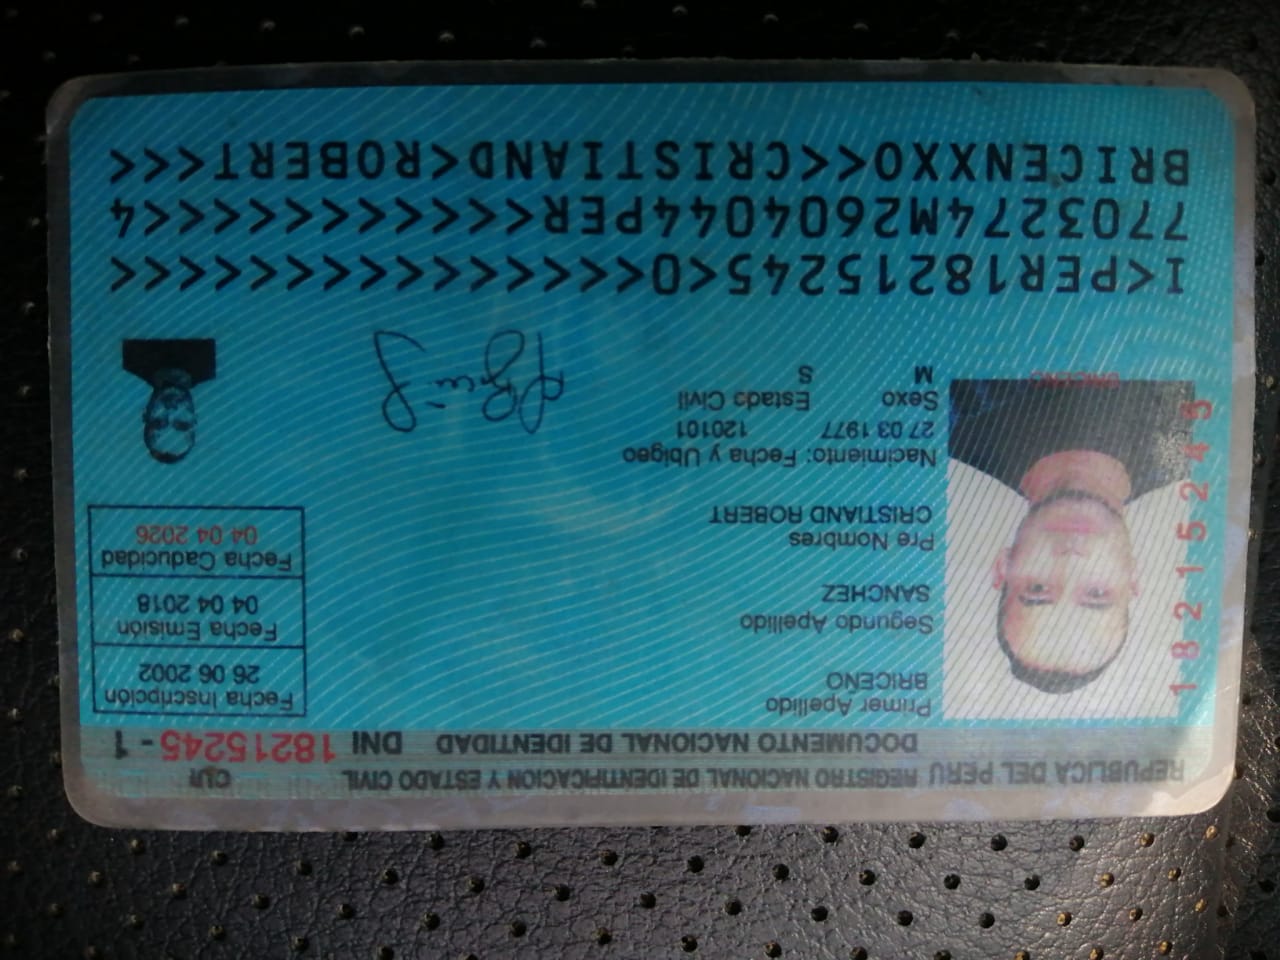 REPUBLICA DEL PERU REGISTRO NACIONAL DE IDENTIFICACION Y ESTADO CIVIL
CUI
DOCUMENTO NACIONAL DE IDENTIDAD DNI 18215245 - 1
Primer Apellido
BRICEÑO
Segundo Apellido
SANCHEZ
Pre Nombres
CRISTIAND ROBERT
Nacimiento: Fecha y Ubigeo
27 03 1977 120101
Sexo Estado Civil
M S
Fecha Inscripción
26 06 2002
Fecha Emisión
04 04 2018
Fecha Caducidad
04 04 2026
18215245
BRICEÑO
I<PER18215245<0<<<<<<<<<<<<<<<
7703274M2604044PER<<<<<<<<<<<4
BRICENXXO<<CRISTIAND<ROBERT<<<